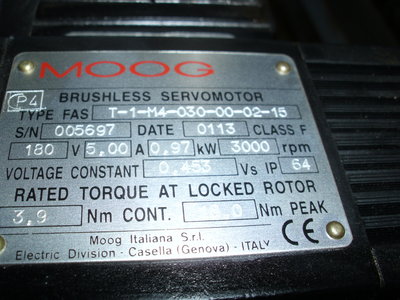 MOOG
CP4 BRUSHLESS SERVOMOTOR
TYPE FAS T-1-M4-030-00-02-15
S/N 005697 DATE 0113 CLASS F
180 V 5,00 A 0,97 kW 3000 rpm
VOLTAGE CONSTANT 0.453 Vs IP 64
RATED TORQUE AT LOCKED ROTOR
3.9 Nm CONT. Nm PEAK
Moog Italiana S.r.l.
Electric Division - Casella (Genova) - ITALY CE